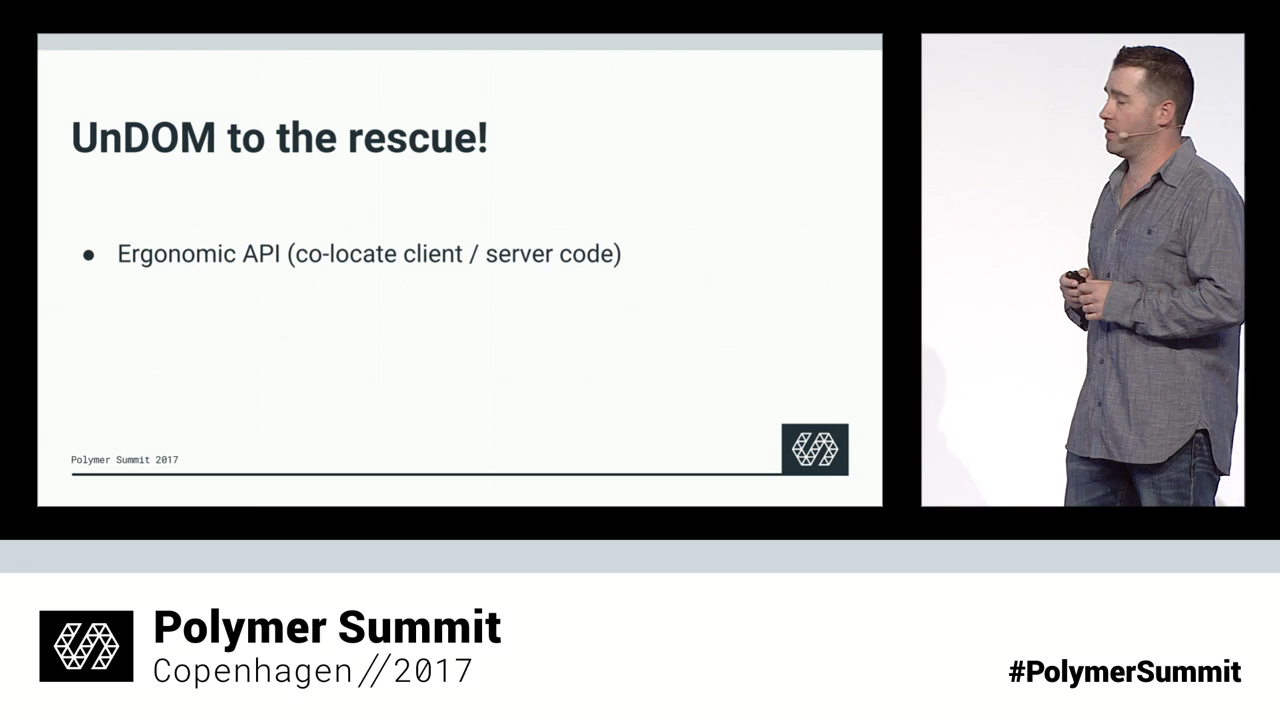 UnDOM to the rescue!
● Ergonomic API (co-locate client / server code)
Polymer Summit 2017
Polymer Summit
Copenhagen//2017
#PolymerSummit